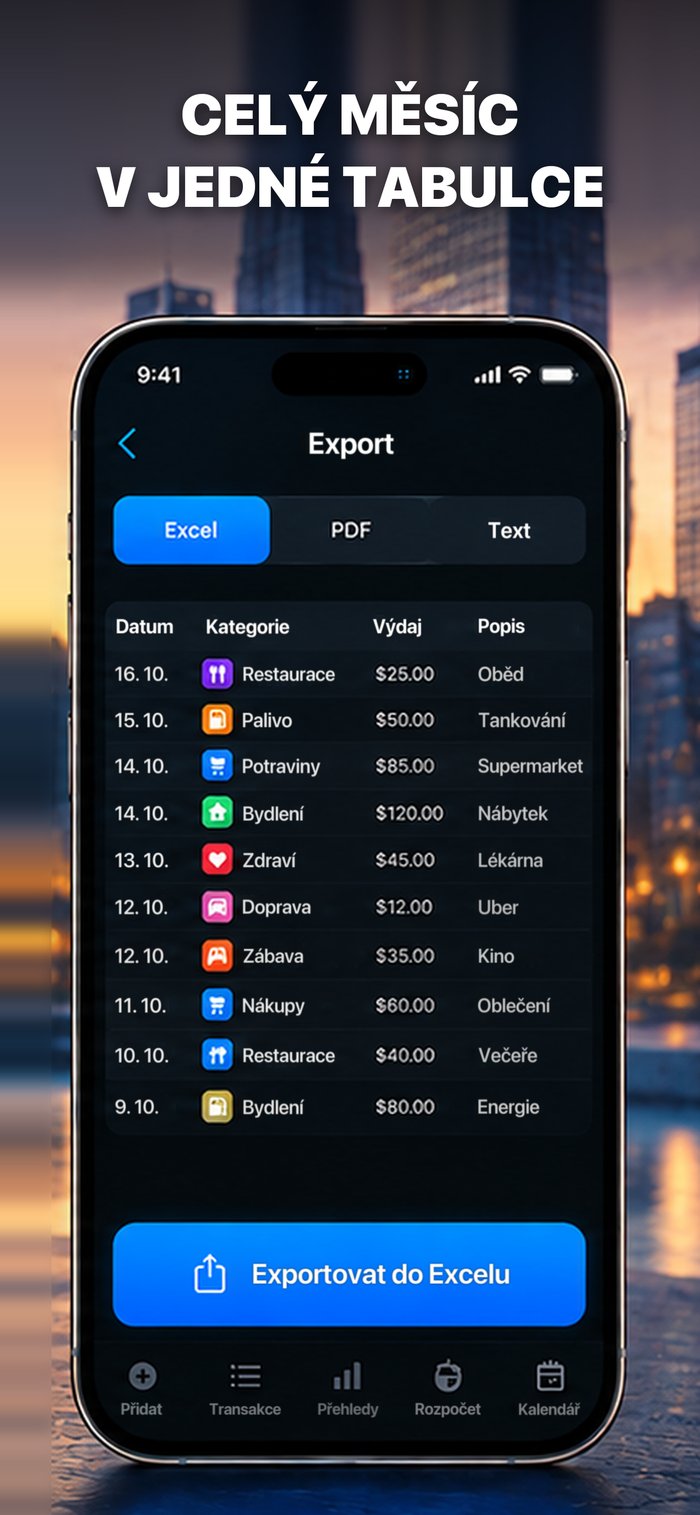 CELÝ MĚSÍC
V JEDNÉ TABULCE
9:41
Export
Excel PDF Text
Datum Kategorie Výdaj Popis
16. 10. Restaurace $25.00 Oběd
15. 10. Palivo $50.00 Tankování
14. 10. Potraviny $85.00 Supermarket
14. 10. Bydlení $120.00 Nábytek
13. 10. Zdraví $45.00 Lékárna
12. 10. Doprava $12.00 Uber
12. 10. Zábava $35.00 Kino
11. 10. Nákupy $60.00 Oblečení
10. 10. Restaurace $40.00 Večeře
9. 10. Bydlení $80.00 Energie
Exportovat do Excelu
Přidat Transakce Přehledy Rozpočet Kalendář